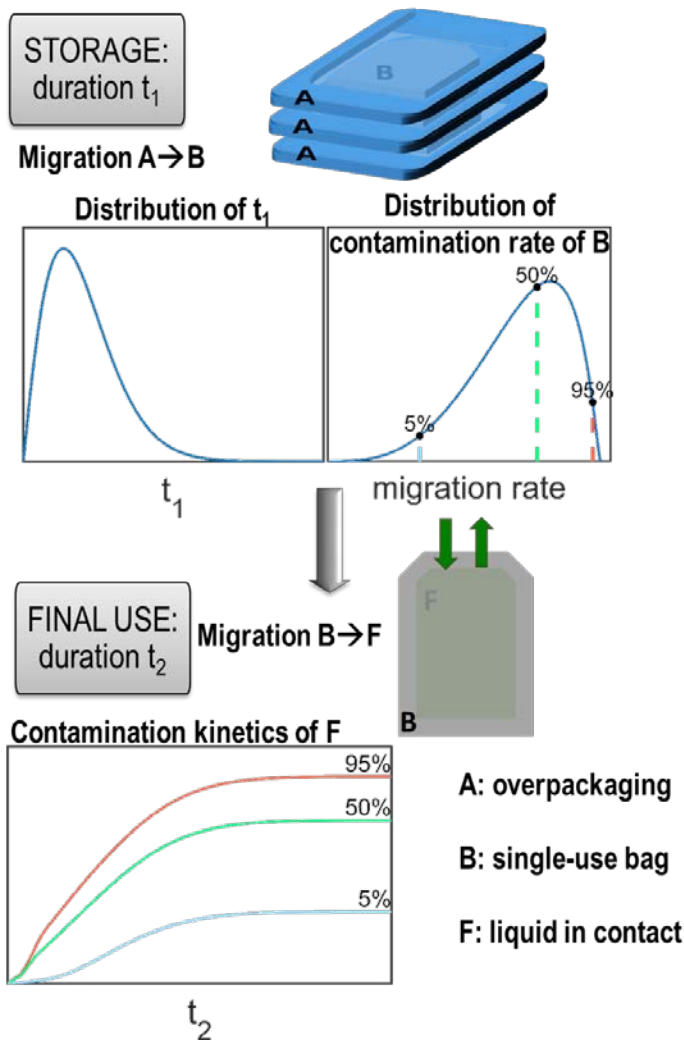 STORAGE:
duration t₁
B
A
A
A
Migration A→B
Distribution of t₁
Distribution of
contamination rate of B
50%
95%
5%
t₁
migration rate
FINAL USE:
duration t₂
Migration B→F
F
B
Contamination kinetics of F
95%
50%
5%
t₂
A: overpackaging
B: single-use bag
F: liquid in contact